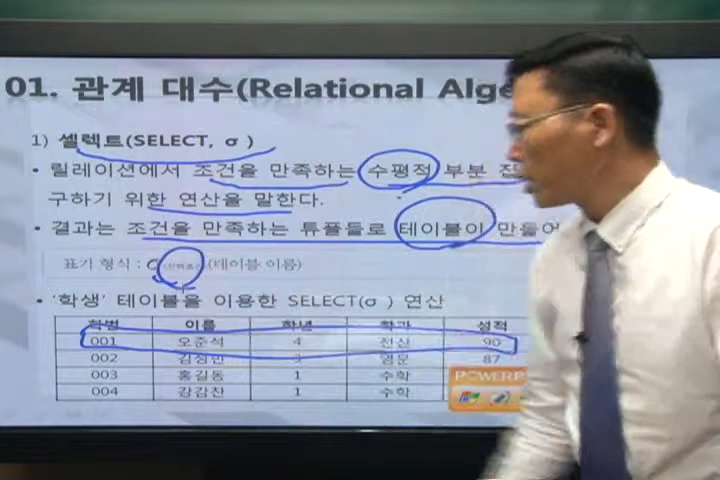 01. 관계 대수(Relational Alge
1) 셀렉트(SELECT, σ )
• 릴레이션에서 조건을 만족하는 수평적 부분
구하기 위한 연산을 말한다.
• 결과는 조건을 만족하는 튜플들로 테이블이 만들어
표기 형식 : σ (테이블 이름)
• '학생' 테이블을 이용한 SELECT(σ ) 연산
학번 이름 학년 학과 성적
001 오준석 4 전산 90
002 김정민 3 영문 87
003 홍길동 1 수학
004 강감찬 1 수학
POWERP